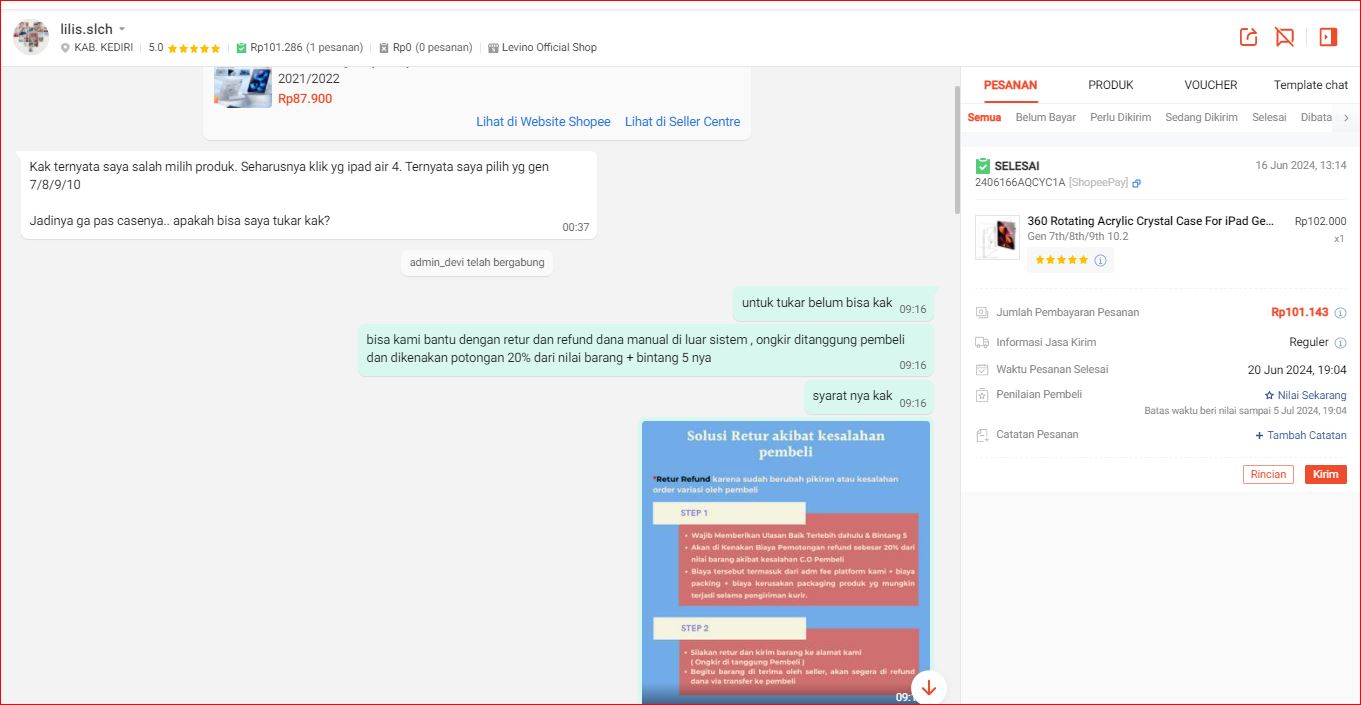 lilis.slch
KAB. KEDIRI
5.0
Rp101.286 (1 pesanan)
Rp0 (0 pesanan)
Levino Official Shop
2021/2022
Rp87.900
Lihat di Website Shopee
Lihat di Seller Centre
Kak ternyata saya salah milih produk. Seharusnya klik yg ipad air 4. Ternyata saya pilih yg gen
7/8/9/10
Jadinya ga pas casenya.. apakah bisa saya tukar kak?
00:37
admin_devi telah bergabung
untuk tukar belum bisa kak
09:16
bisa kami bantu dengan retur dan refund dana manual di luar sistem , ongkir ditanggung pembeli
dan dikenakan potongan 20% dari nilai barang + bintang 5 nya
09:16
syarat nya kak
09:16
Solusi Retur akibat kesalahan
pembeli
*Retur Refund karena sudah berubah pikiran atau kesalahan
order variasi oleh pembeli
STEP 1
• Wajib Memberikan Ulasan Baik Terlebih dahulu & Bintang 5
• Akan di Kenakan Biaya Pemotongan refund sebesar 20% dari
nilai barang akibat kesalahan C.O Pembeli
• Biaya tersebut termasuk dari adm fee platform kami + biaya
packing + biaya kerusakan packaging produk yg mungkin
terjadi selama pengiriman kurir.
STEP 2
• Silakan retur dan kirim barang ke alamat kami
( Ongkir di tanggung Pembeli )
• Begitu barang di terima oleh seller, akan segera di refund
dana via transfer ke pembeli
PESANAN
PRODUK
VOUCHER
Template chat
Semua
Belum Bayar
Perlu Dikirim
Sedang Dikirim
Selesai
Dibata
SELESAI
16 Jun 2024, 13:14
2406166AQCYC1A [ShopeePay]
360 Rotating Acrylic Crystal Case For iPad Ge...
Rp102.000
Gen 7th/8th/9th 10.2
x1
Jumlah Pembayaran Pesanan
Rp101.143
Informasi Jasa Kirim
Reguler
Waktu Pesanan Selesai
20 Jun 2024, 19:04
Penilaian Pembeli
Nilai Sekarang
Batas waktu beri nilai sampai 5 Jul 2024, 19:04
Catatan Pesanan
+ Tambah Catatan
Rincian
Kirim